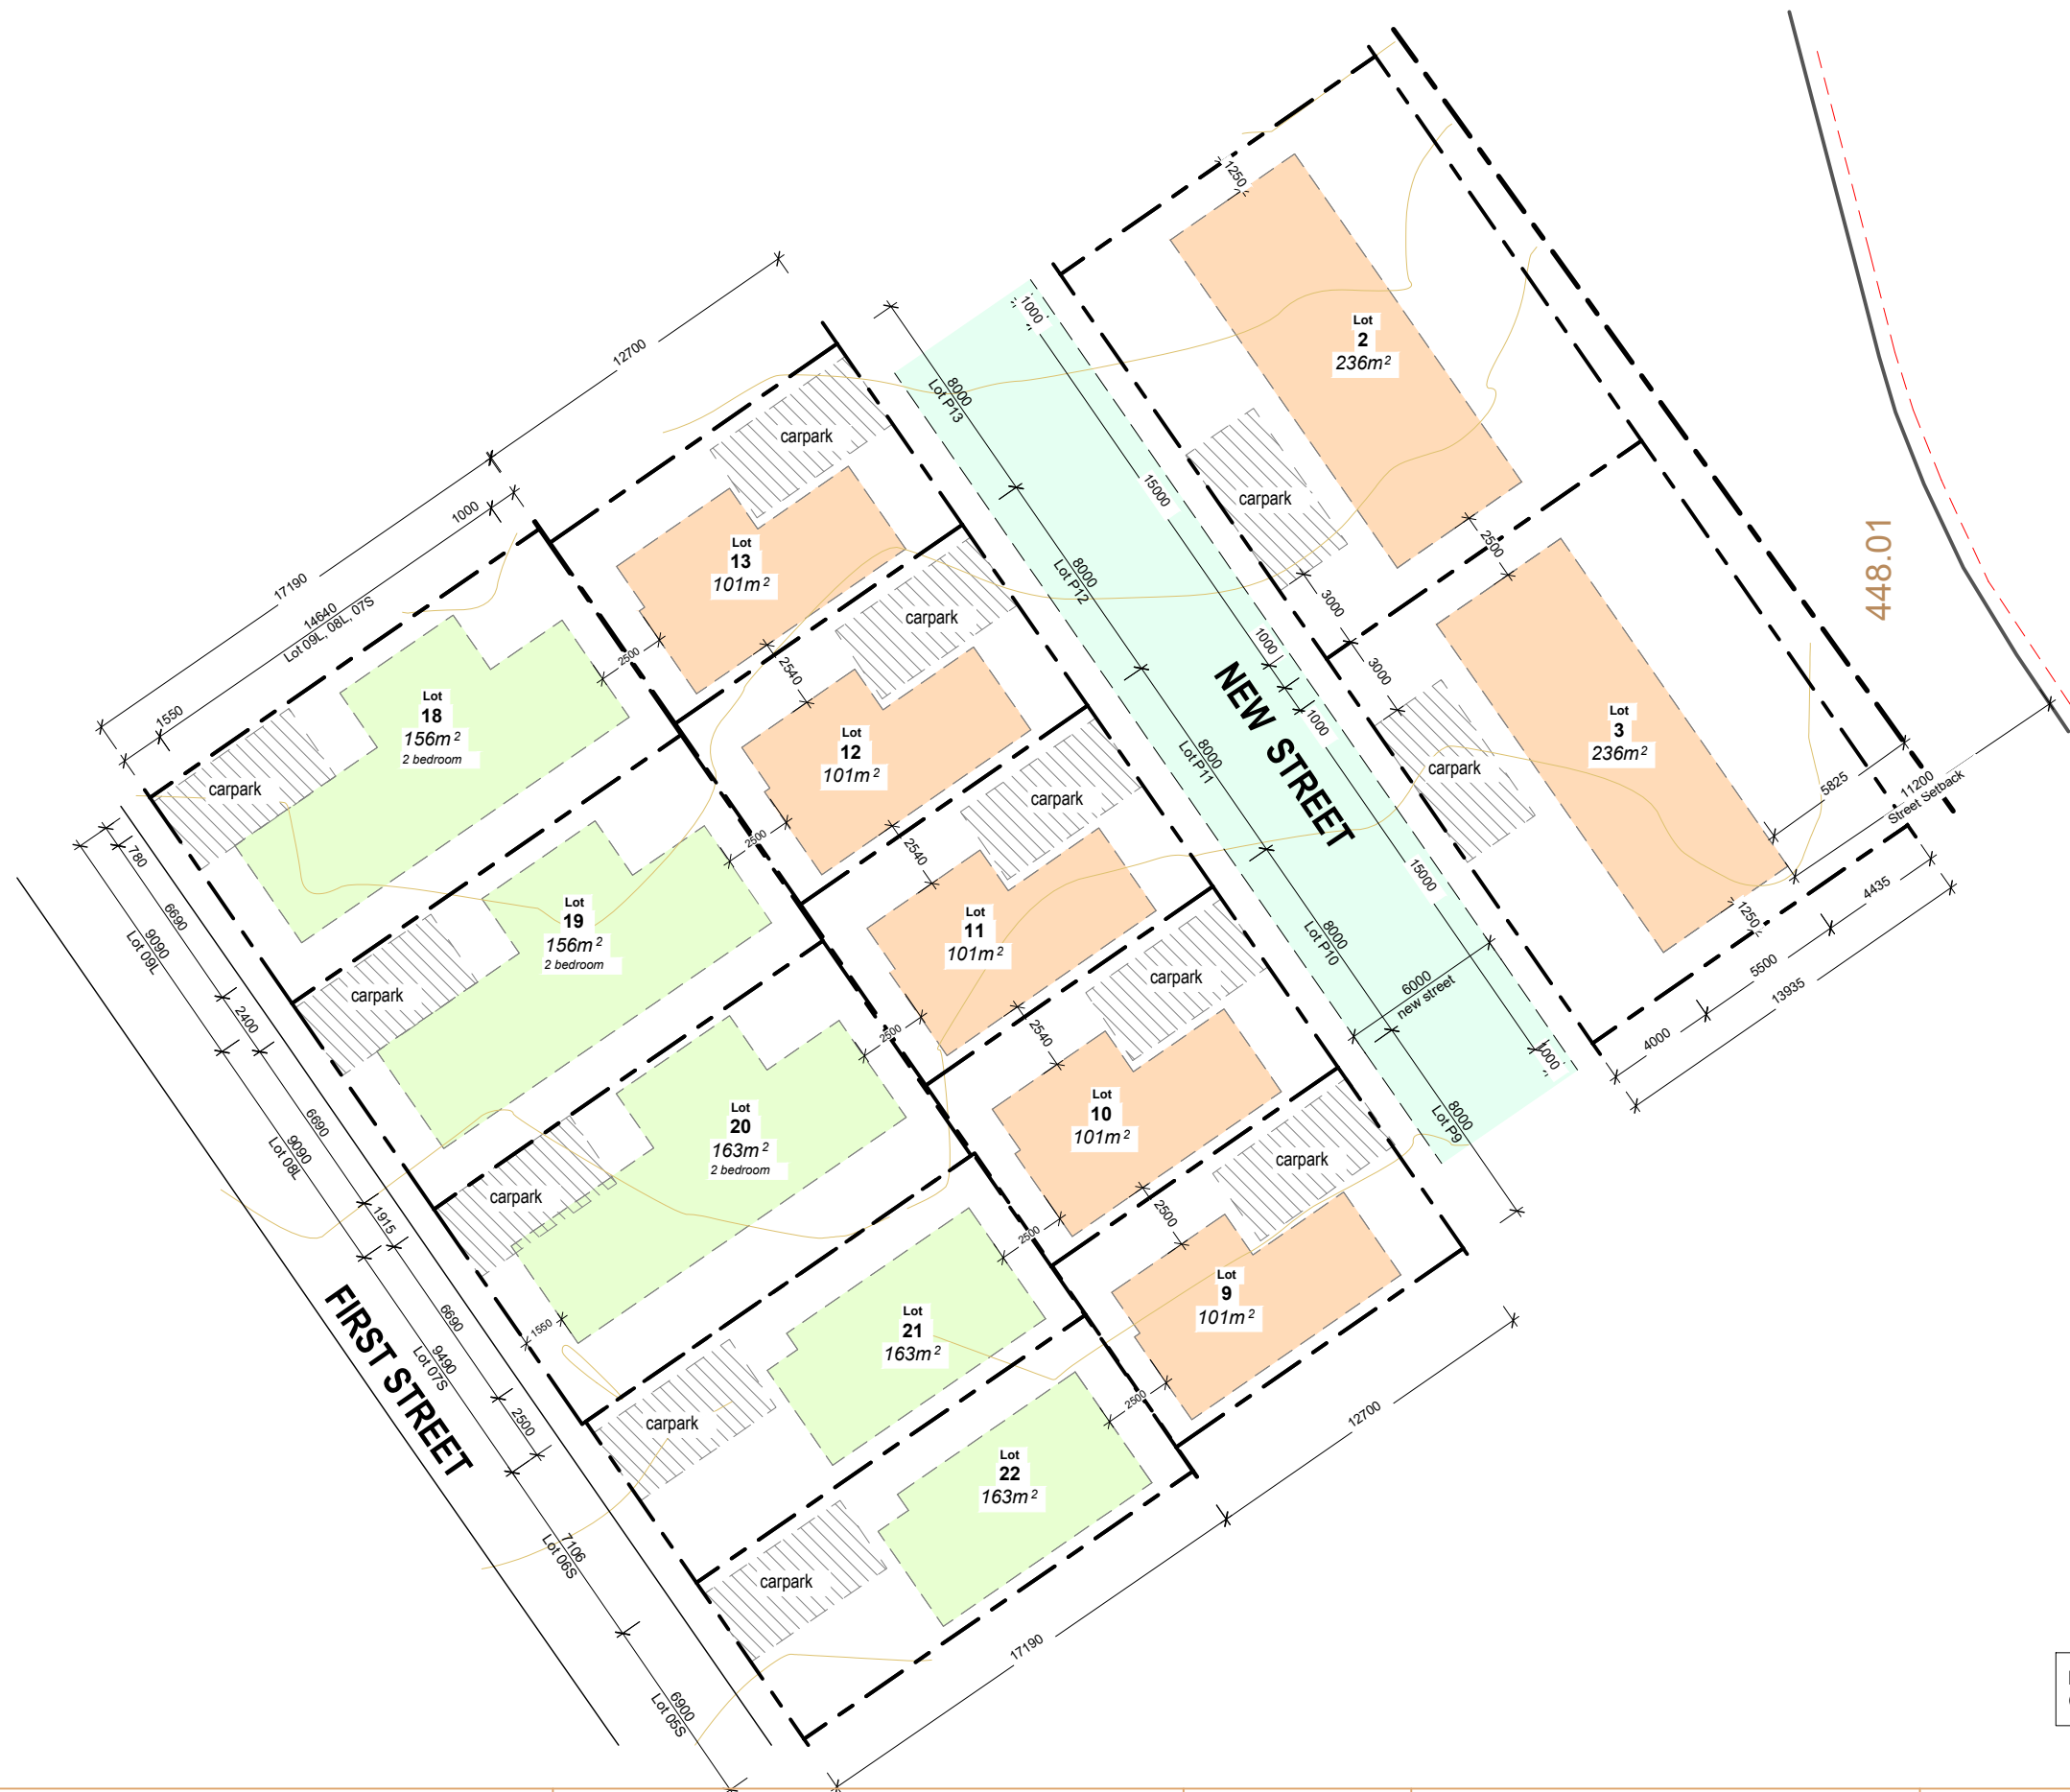 12700
17190
1000
14640
Lot 09L, 08L, 07S
1550
1250
1000
8000
Lot P13
8000
Lot P12
8000
Lot P11
8000
Lot P10
8000
Lot P9
15000
1000
1000
15000
1000
6000
new street
NEW STREET
Lot
2
236m²
carpark
2500
3000
3000
Lot
3
236m²
carpark
1250
448.01
5825
11200
Street Setback
4435
5500
13935
4000
carpark
Lot
13
101m²
2500
2540
carpark
Lot
12
101m²
2500
2540
carpark
Lot
11
101m²
2500
2540
carpark
Lot
10
101m²
2500
2500
carpark
Lot
9
101m²
2500
12700
Lot
18
156m²
2 bedroom
carpark
Lot
19
156m²
2 bedroom
carpark
Lot
20
163m²
2 bedroom
carpark
1550
Lot
21
163m²
carpark
Lot
22
163m²
carpark
17190
780
6690
9090
Lot 09L
2400
6690
9090
Lot 08L
1915
6690
9490
Lot 07S
2500
7106
Lot 06S
6900
Lot 05S
FIRST STREET